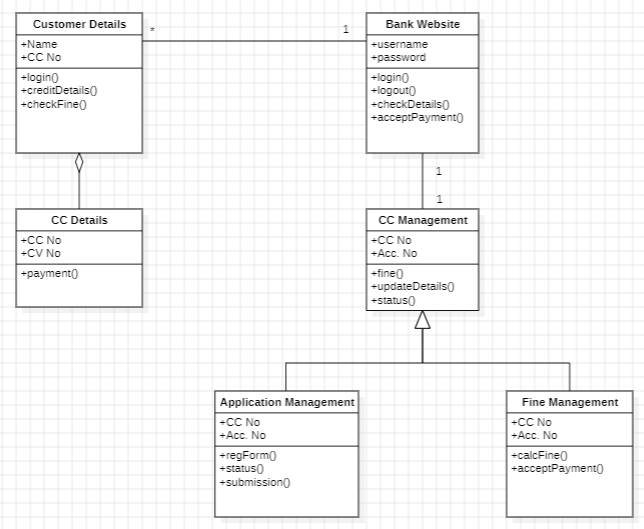 Customer Details
+Name
+CC No
+login()
+creditDetails()
+checkFine()
*
1
Bank Website
+username
+password
+login()
+logout()
+checkDetails()
+acceptPayment()
1
1
CC Details
+CC No
+CV No
+payment()
CC Management
+CC No
+Acc. No
+fine()
+updateDetails()
+status()
Application Management
+CC No
+Acc. No
+regForm()
+status()
+submission()
Fine Management
+CC No
+Acc. No
+calcFine()
+acceptPayment()